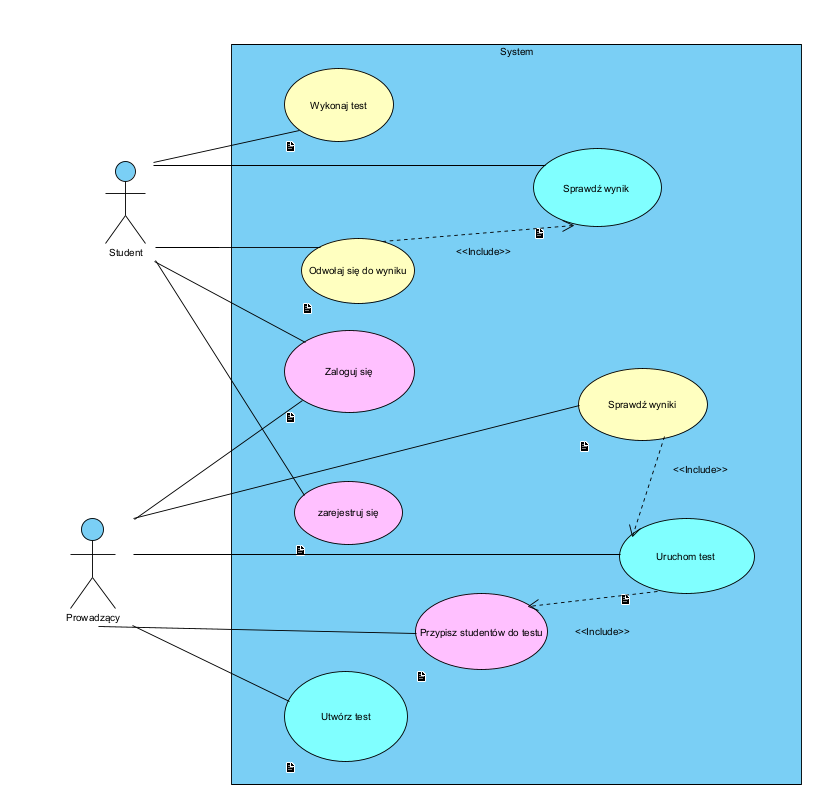 System
Wykonaj test
Sprawdź wynik
Student
<<Include>>
Odwołaj się do wyniku
Zaloguj się
Sprawdź wyniki
<<Include>>
zarejestruj się
Uruchom test
Prowadzący
Przypisz studentów do testu
<<Include>>
Utwórz test